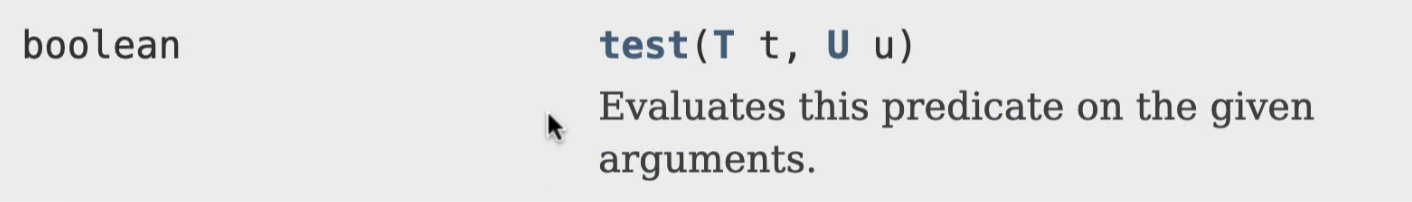 boolean test(T t, U u)
Evaluates this predicate on the given
arguments.